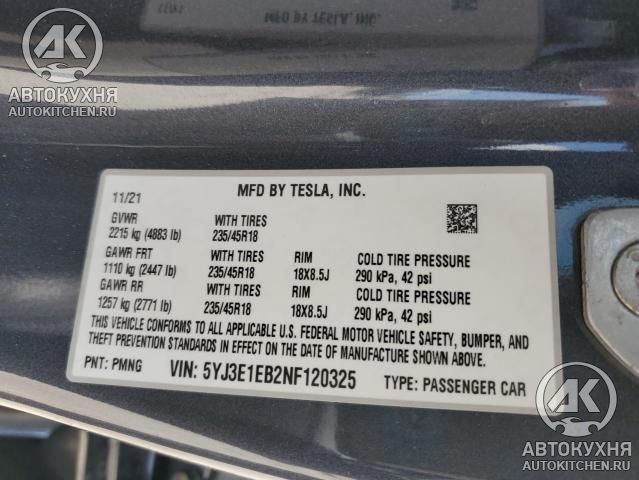 TESLA, INC.
AK
АВТОКУХНЯ
AUTOKITCHEN.RU
11/21 MFD BY TESLA, INC.
GVWR WITH TIRES
2215 kg (4883 lb) 235/45R18
GAWR FRT WITH TIRES RIM COLD TIRE PRESSURE
1110 kg (2447 lb) 235/45R18 18X8.5J 290 kPa, 42 psi
GAWR RR WITH TIRES RIM COLD TIRE PRESSURE
1257 kg (2771 lb) 235/45R18 18X8.5J 290 kPa, 42 psi
THIS VEHICLE CONFORMS TO ALL APPLICABLE U.S. FEDERAL MOTOR VEHICLE SAFETY, BUMPER, AND
THEFT PREVENTION STANDARDS IN EFFECT ON THE DATE OF MANUFACTURE SHOWN ABOVE.
PNT: PMNG VIN: 5YJ3E1EB2NF120325 TYPE: PASSENGER CAR
AK
АВТОКУХНЯ
AUTOKITCHEN.RU